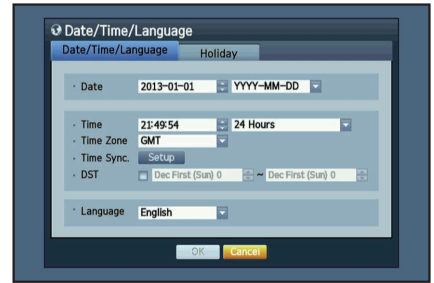 Date/Time/Language
Date/Time/Language Holiday
Date 2013-01-01 YYYY-MM-DD
Time 21:49:54 24 Hours
Time Zone GMT
Time Sync. Setup
DST Dec First (Sun) 0 ~ Dec First (Sun) 0
Language English
OK Cancel